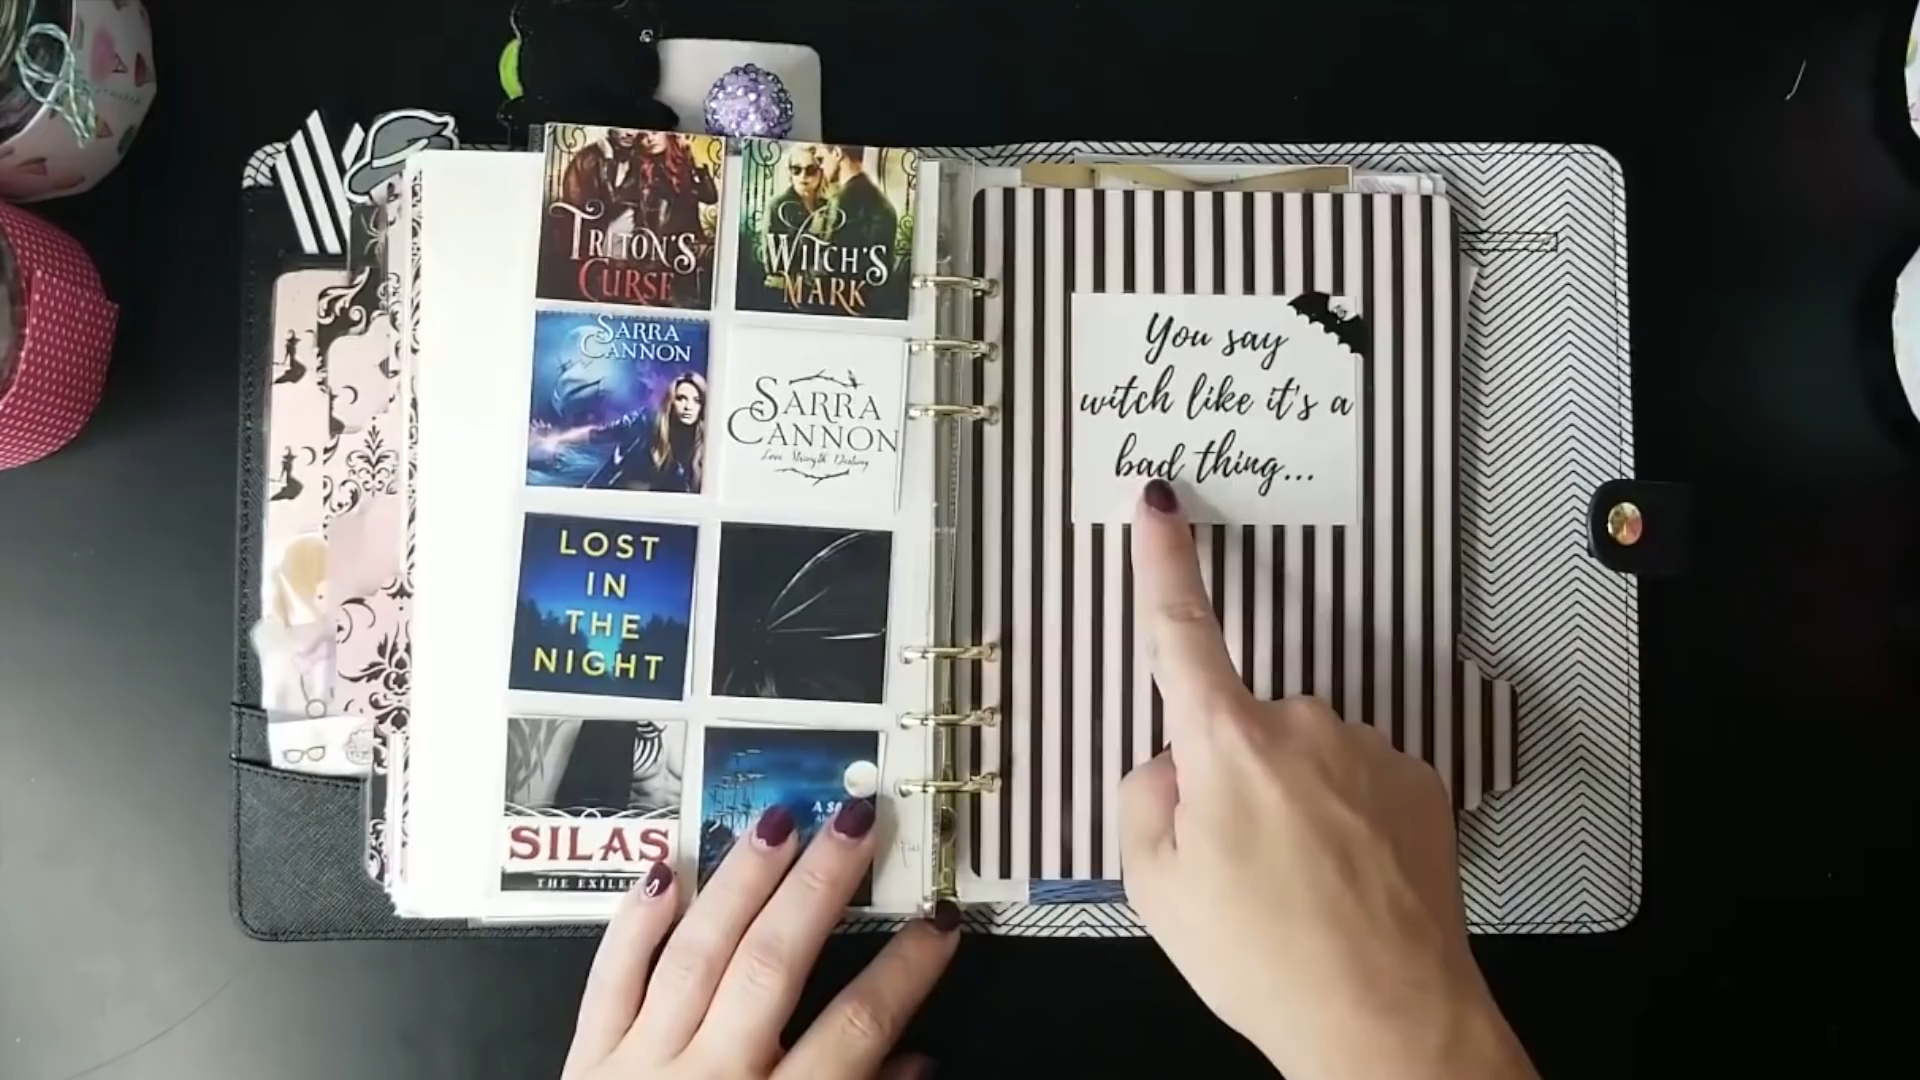 TRITON'S
CURSE
WITCH'S
MARK
SARRA
CANNON
SARRA
CANNON
Love Strength Destiny
LOST
IN
THE
NIGHT
SILAS
THE EXILED
You say
witch like it's a
bad thing...